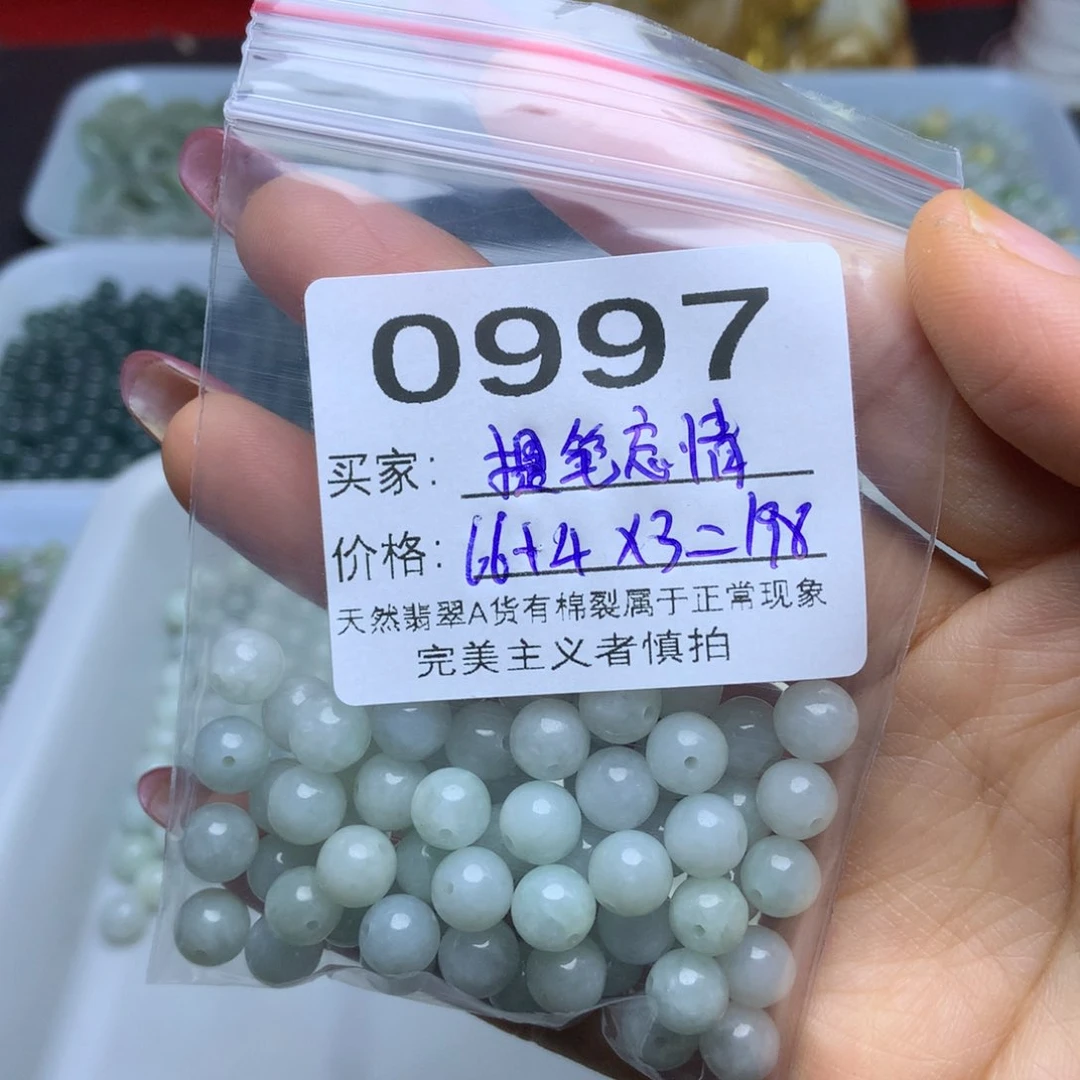 0997
买家: 提笔忘情
价格: 66+4 x3=198
天然翡翠A货有棉裂属于正常现象
完美主义者慎拍